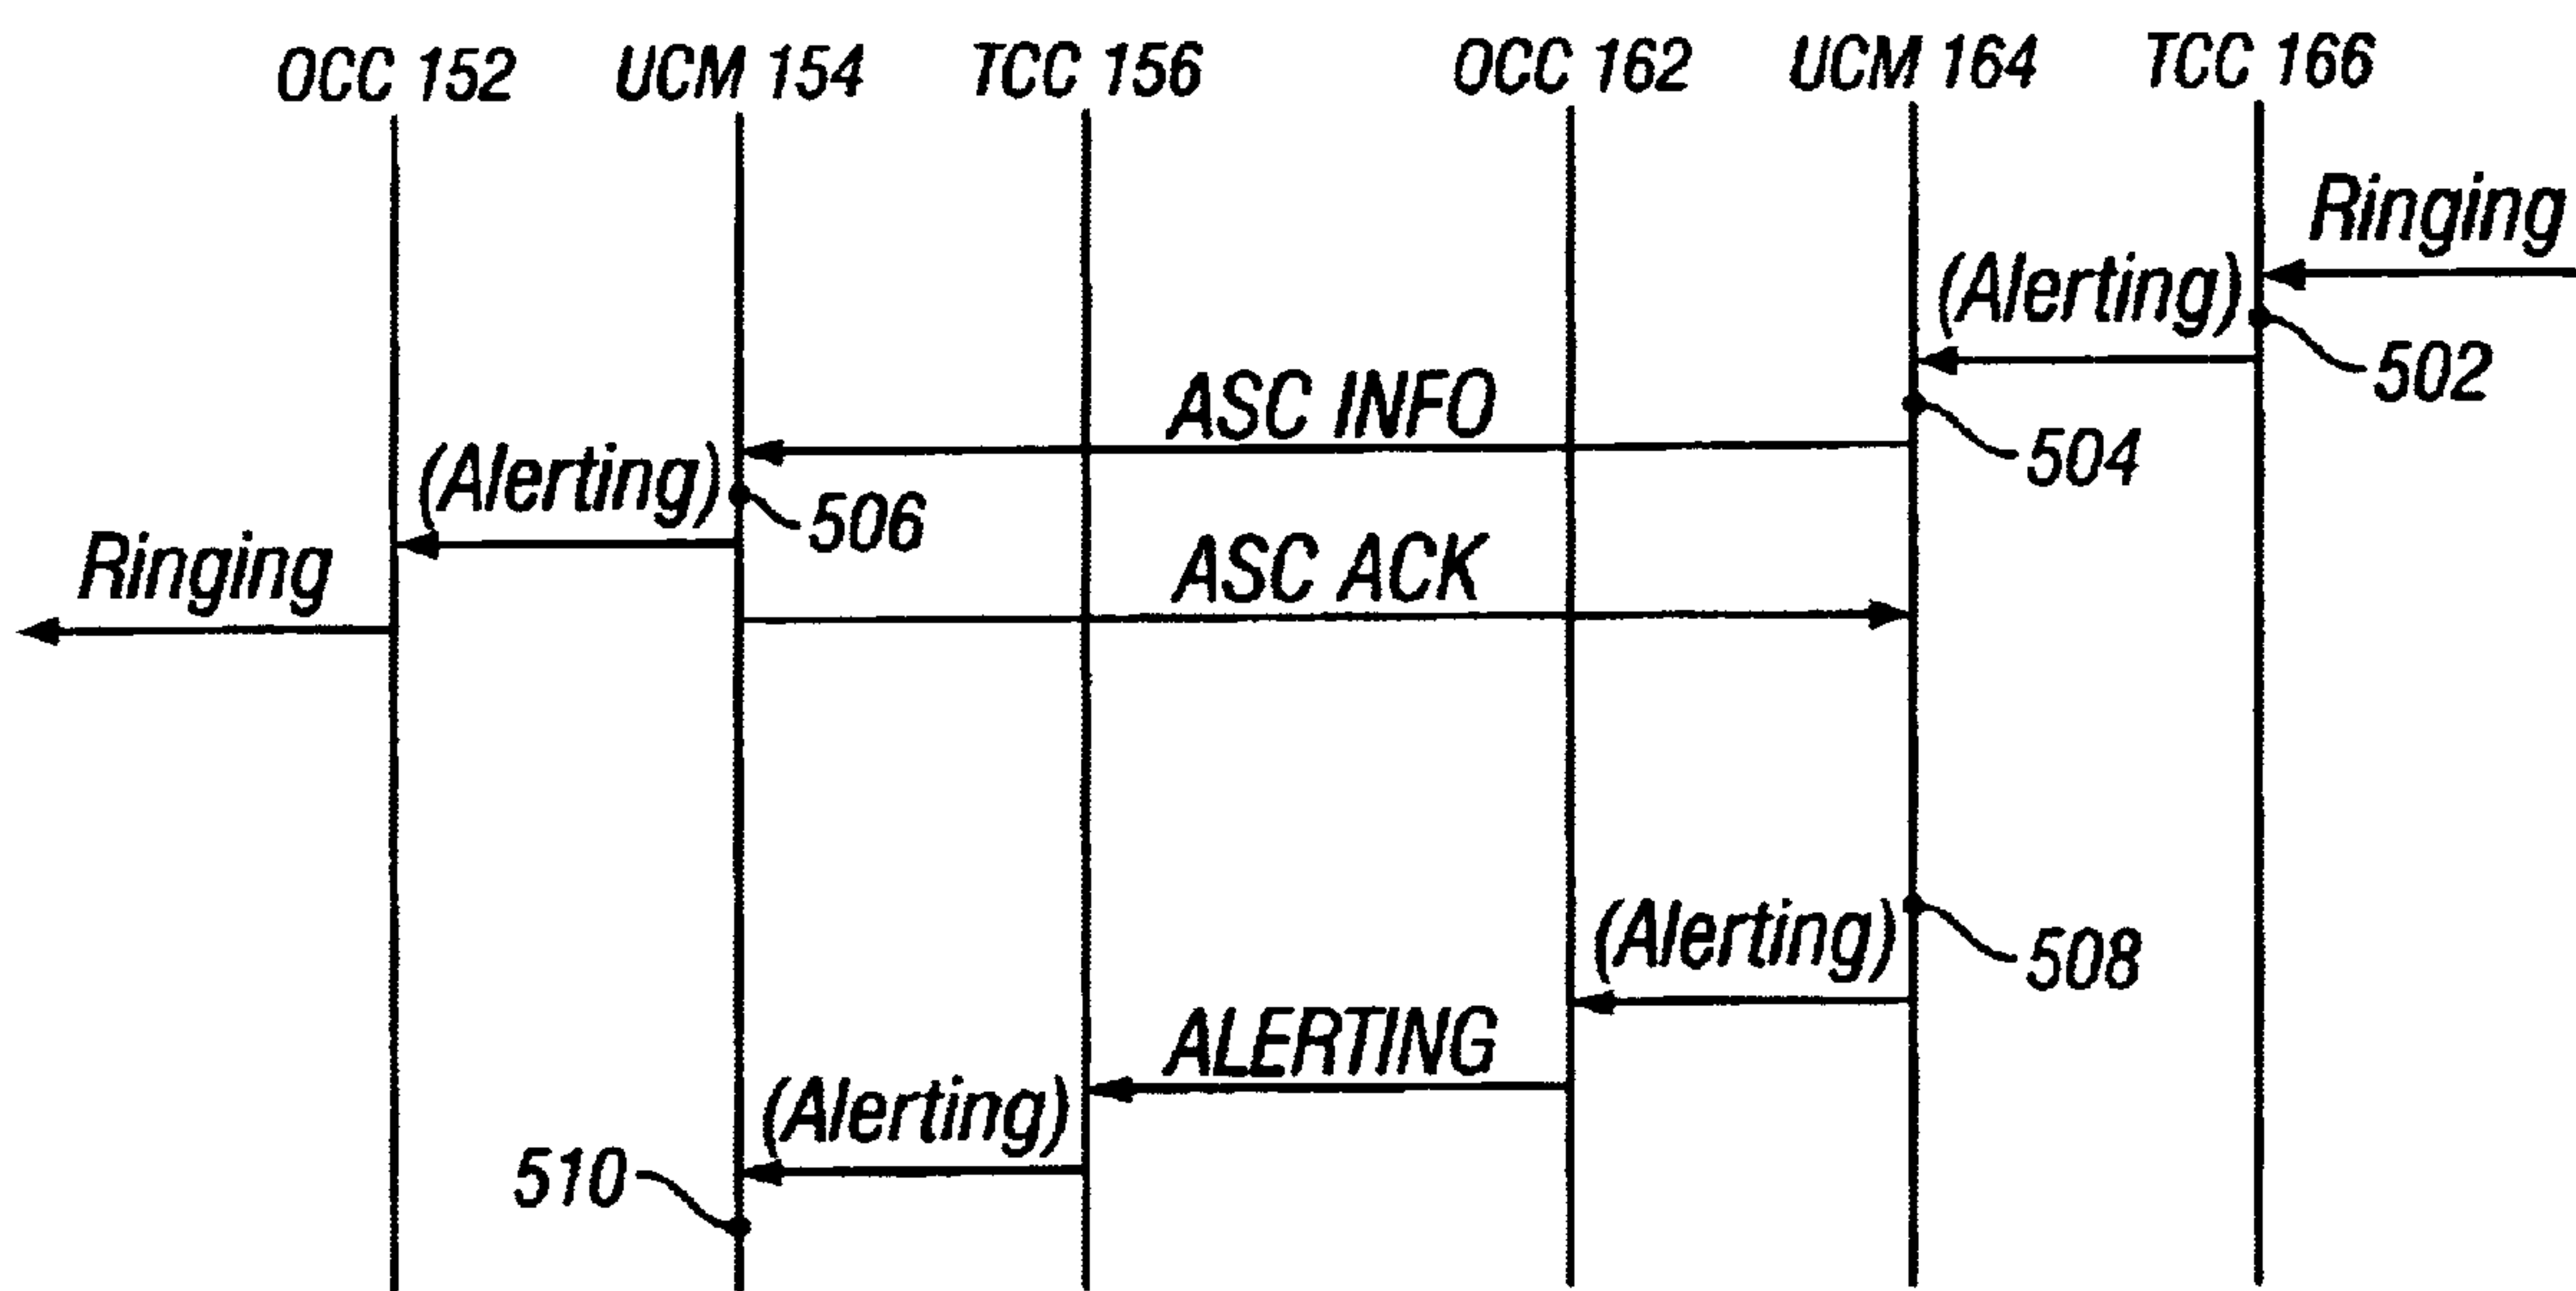 OCC 152
UCM 154
TCC 156
OCC 162
UCM 164
TCC 166
Ringing
(Alerting)
502
ASC INFO
504
(Alerting)
506
Ringing
ASC ACK
(Alerting)
508
ALERTING
(Alerting)
510